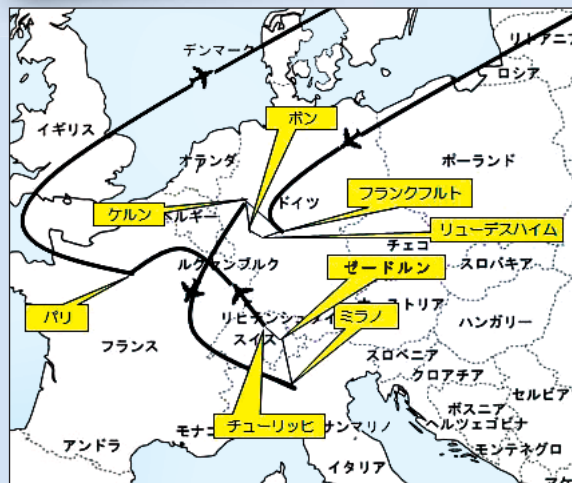 デンマーク
リトアニア
ロシア
イギリス
ボン
オランダ
ポーランド
ドイツ
フランクフルト
ケルン
ベルギー
リューデスハイム
チェコ
ルクセンブルク
ゼードルン
スロバキア
パリ
リヒテンシュタイン
オーストリア
ミラノ
スイス
ハンガリー
フランス
スロベニア
クロアチア
チューリッヒ
セルビア
モナコ
サンマリノ
ボスニア
ヘルツェゴビナ
アンドラ
モンテネグロ
イタリア